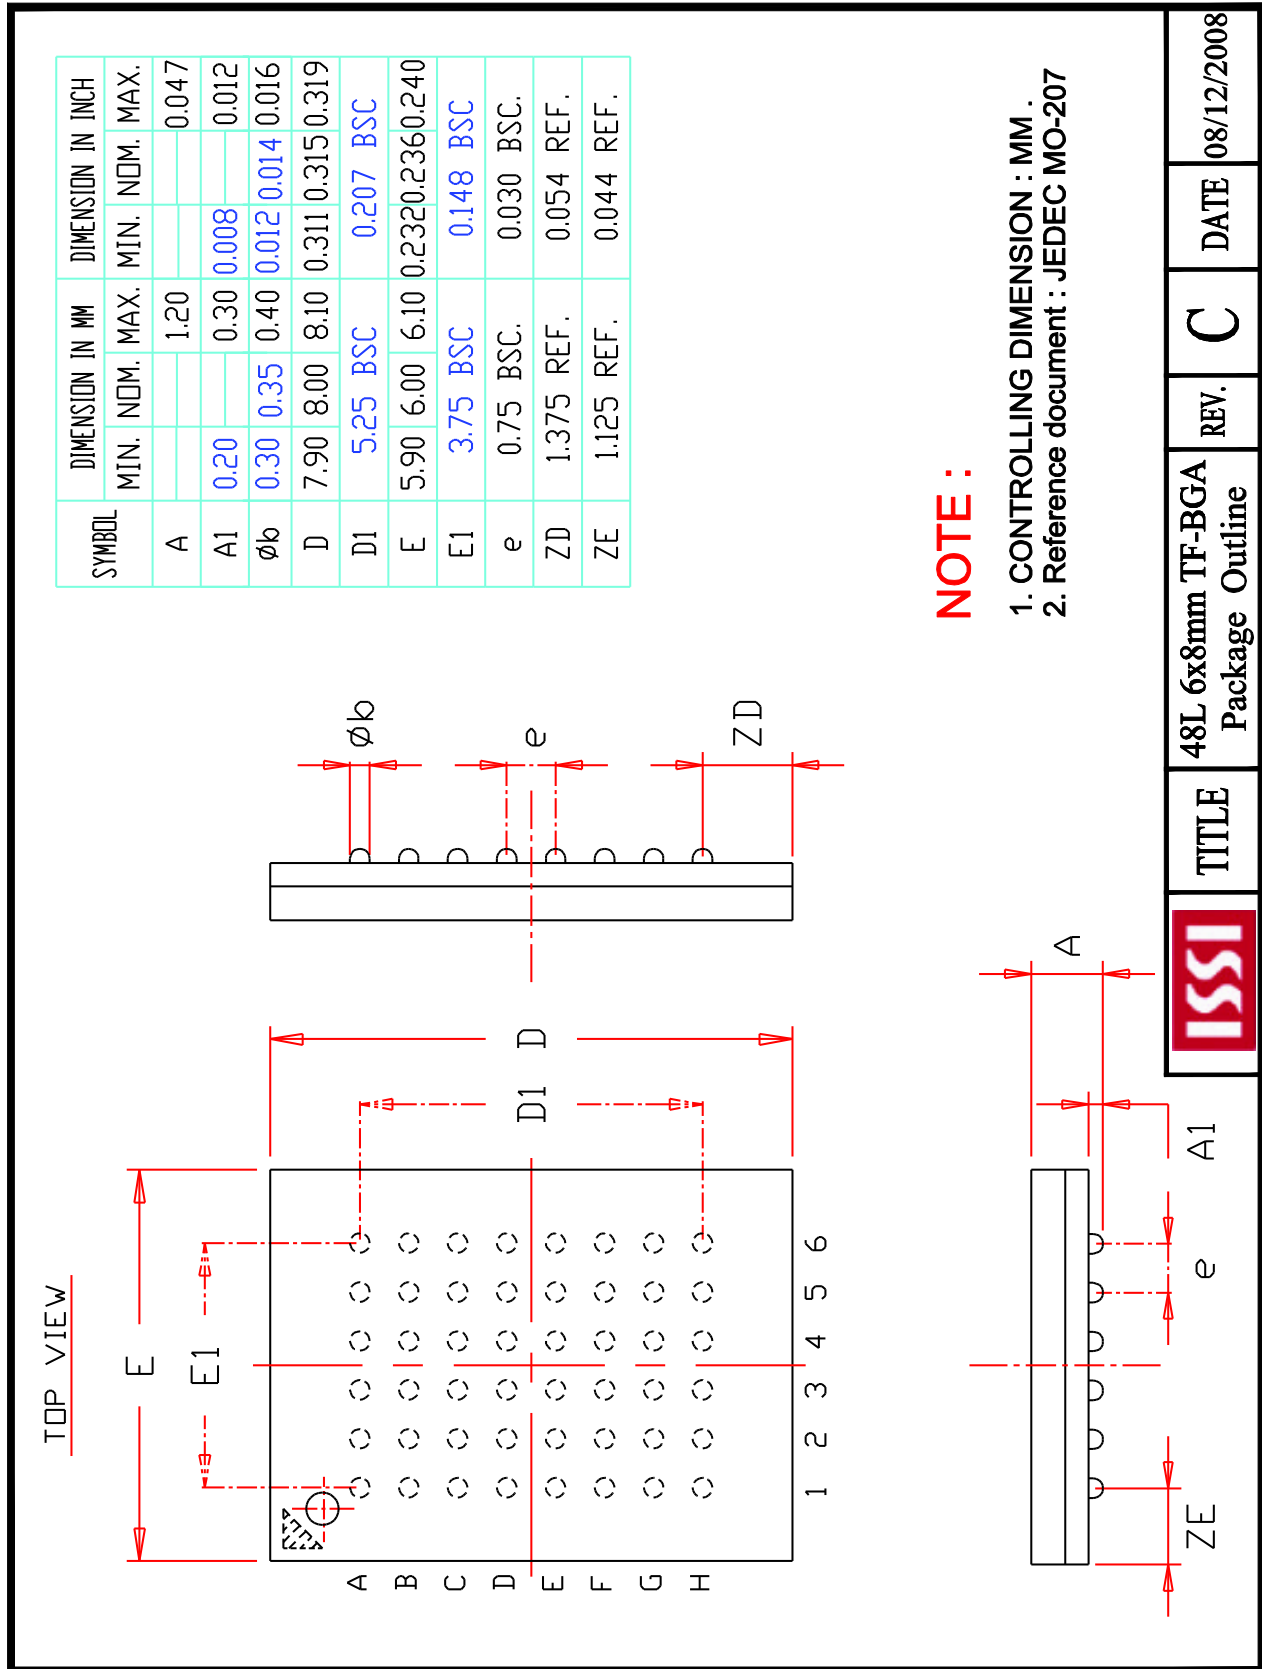 TOP VIEW
E
E1
A
B
C
D
E
F
G
H
1 2 3 4 5 6
D1
D
Øb
e
ZD
ZE
e
A1
A
SYMBOL DIMENSION IN MM DIMENSION IN INCH
MIN. NOM. MAX. MIN. NOM. MAX.
A 1.20 0.047
A1 0.20 0.30 0.008 0.012
Øb 0.30 0.35 0.40 0.012 0.014 0.016
D 7.90 8.00 8.10 0.311 0.315 0.319
D1 5.25 BSC 0.207 BSC
E 5.90 6.00 6.10 0.232 0.236 0.240
E1 3.75 BSC 0.148 BSC
e 0.75 BSC. 0.030 BSC.
ZD 1.375 REF. 0.054 REF.
ZE 1.125 REF. 0.044 REF.
NOTE :
1. CONTROLLING DIMENSION : MM .
2. Reference document : JEDEC MO-207
ISSI
TITLE
48L 6x8mm TF-BGA
Package Outline
REV.
C
DATE
08/12/2008